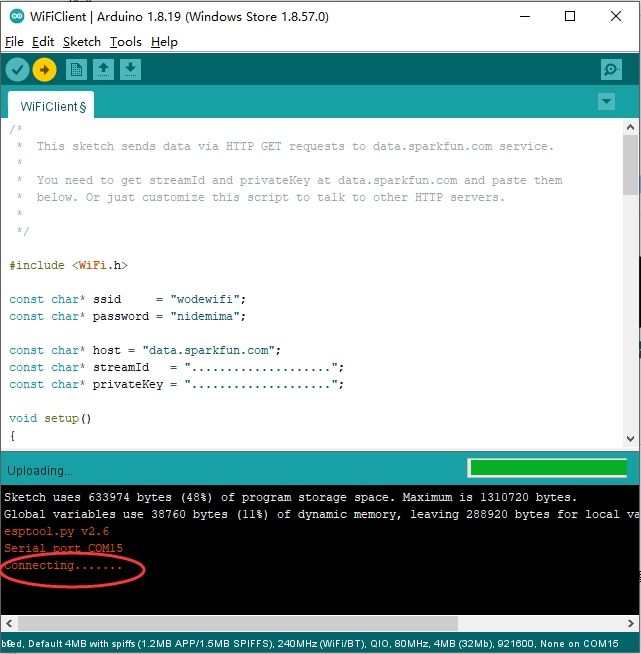 WiFiClient | Arduino 1.8.19 (Windows Store 1.8.57.0)
File Edit Sketch Tools Help
WiFiClient§
/*
 *  This sketch sends data via HTTP GET requests to data.sparkfun.com service.
 *
 *  You need to get streamId and privateKey at data.sparkfun.com and paste them
 *  below. Or just customize this script to talk to other HTTP servers.
 *
 */
#include <WiFi.h>
const char* ssid     = "wodewifi";
const char* password = "nidemima";
const char* host = "data.sparkfun.com";
const char* streamId   = "....................";
const char* privateKey = "....................";
void setup()
{
Uploading...
Sketch uses 633974 bytes (48%) of program storage space. Maximum is 1310720 bytes.
Global variables use 38760 bytes (11%) of dynamic memory, leaving 288920 bytes for local va
esptool.py v2.6
Serial port COM15
Connecting.......
Default 4MB with spiffs (1.2MB APP/1.5MB SPIFFS), 240MHz (WiFi/BT), QIO, 80MHz, 4MB (32Mb), 921600, None on COM15